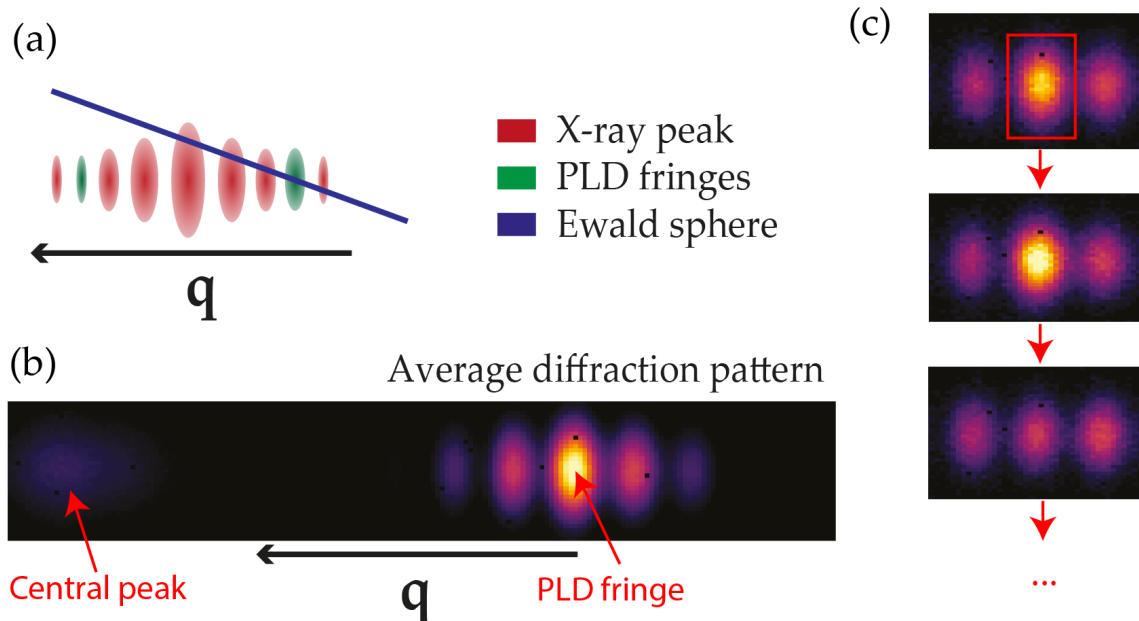 (a)
X-ray peak
PLD fringes
Ewald sphere
q
(b)
Average diffraction pattern
Central peak
q
PLD fringe
(c)
...